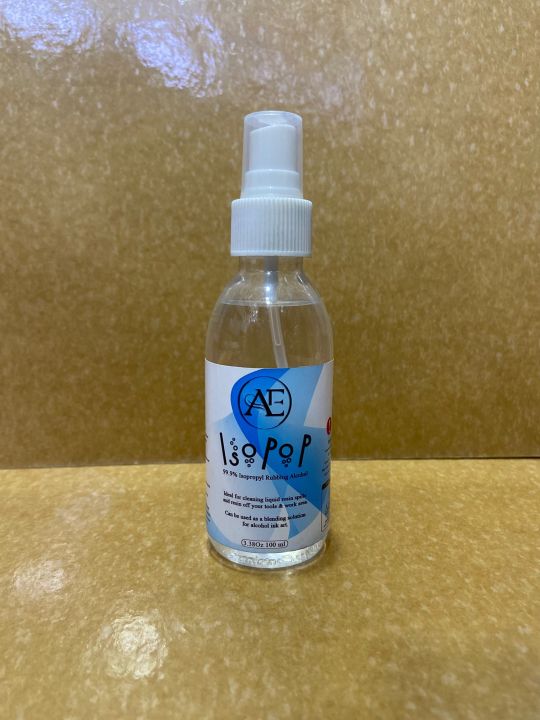 AE
IsoPoP
99.9% Isopropyl Rubbing Alcohol
Ideal for cleaning liquid resin spills
and resin off your tools & work area
Can be used as a blending solution
for alcohol ink art.
3.38Oz 100 ml